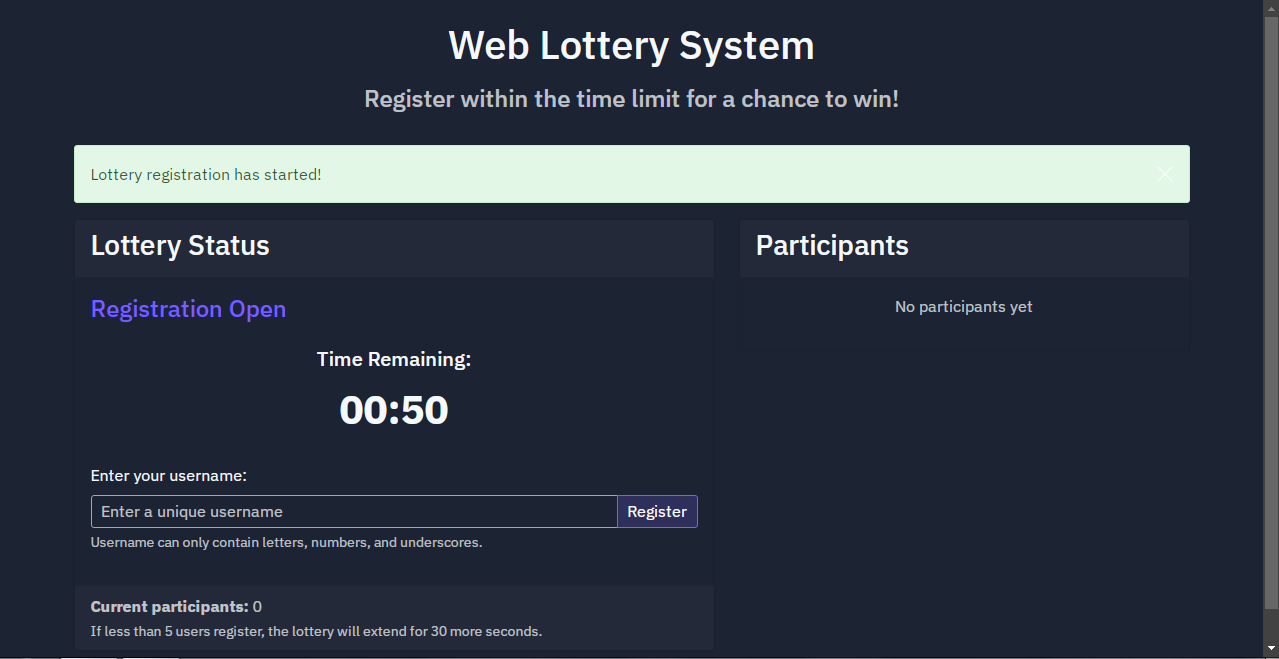 Web Lottery System
Register within the time limit for a chance to win!
Lottery registration has started!
Lottery Status
Registration Open
Time Remaining:
00:50
Enter your username:
Enter a unique username
Register
Username can only contain letters, numbers, and underscores.
Current participants: 0
If less than 5 users register, the lottery will extend for 30 more seconds.
Participants
No participants yet